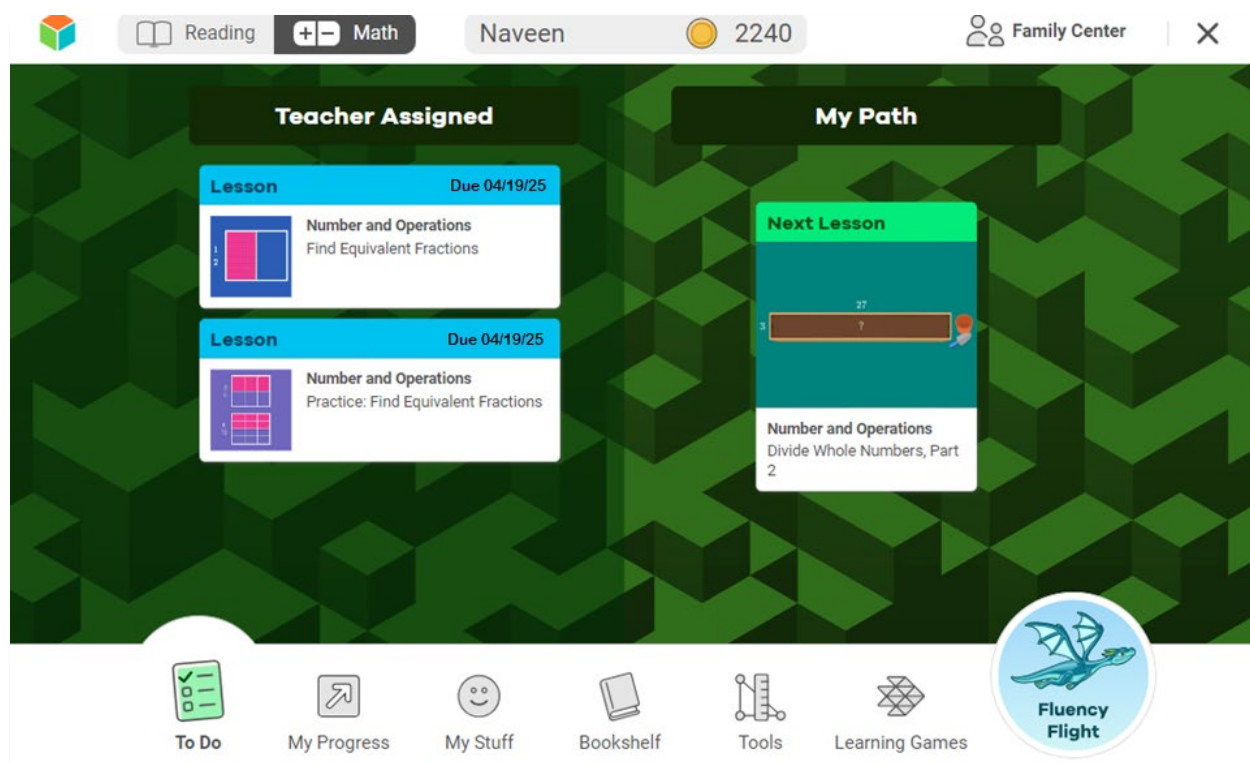 Reading
+ − Math
Naveen
2240
Family Center
Teacher Assigned
Lesson Due 04/19/25
Number and Operations
Find Equivalent Fractions
1
2
Lesson Due 04/19/25
Number and Operations
Practice: Find Equivalent Fractions
My Path
Next Lesson
27
3
?
Number and Operations
Divide Whole Numbers, Part
2
To Do
My Progress
My Stuff
Bookshelf
Tools
Learning Games
Fluency
Flight